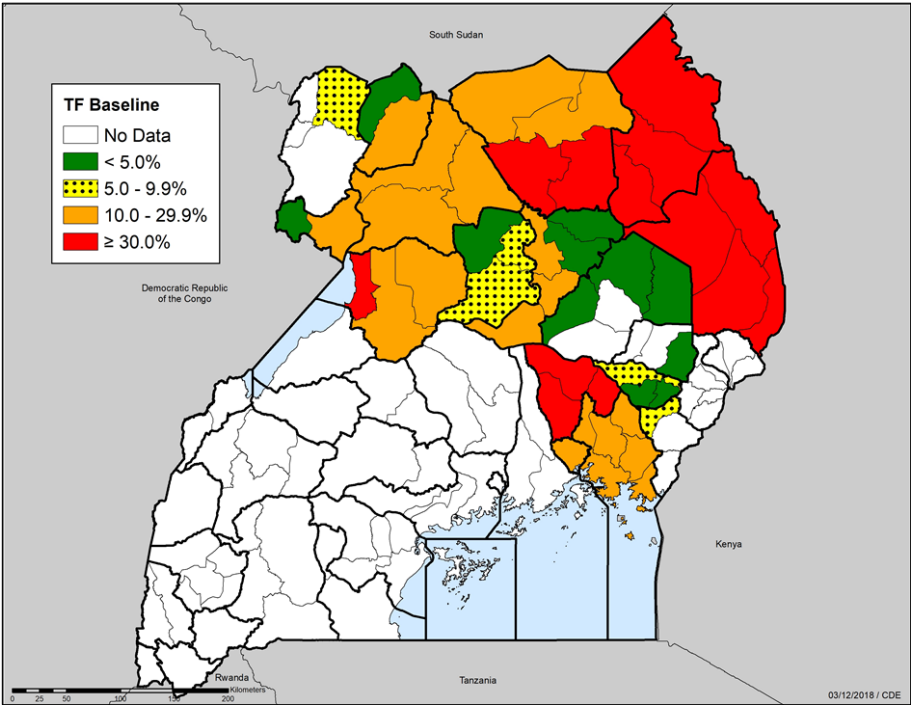 South Sudan
TF Baseline
No Data
< 5.0%
5.0 - 9.9%
10.0 - 29.9%
≥ 30.0%
Democratic Republic
of the Congo
Kenya
Rwanda
Tanzania
Kilometers
0 25 50 100 150 200
03/12/2018 / CDE